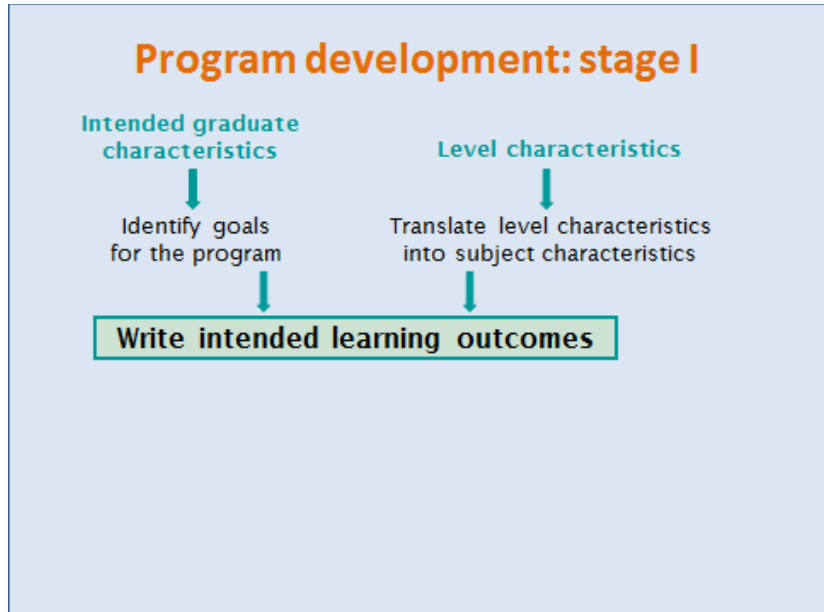 Program development: stage I
Intended graduate
characteristics
Level characteristics
Identify goals
for the program
Translate level characteristics
into subject characteristics
Write intended learning outcomes